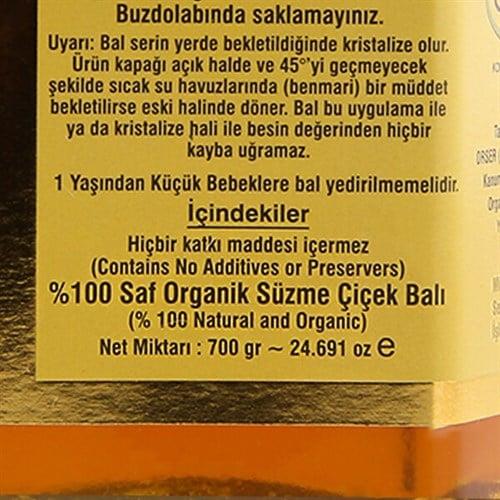 Buzdolabında saklamayınız.
Uyarı: Bal serin yerde bekletildiğinde kristalize olur.
Ürün kapağı açık halde ve 45°'yi geçmeyecek
şekilde sıcak su havuzlarında (benmari) bir müddet
bekletilirse eski halinde döner. Bal bu uygulama ile
ya da kristalize hali ile besin değerinden hiçbir
kayba uğramaz.
1 Yaşından Küçük Bebeklere bal yedirilmemelidir.
İçindekiler
Hiçbir katkı maddesi içermez
(Contains No Additives or Preservers)
%100 Saf Organik Süzme Çiçek Balı
(% 100 Natural and Organic)
Net Miktarı : 700 gr ~ 24.691 oz ℮
ORSER